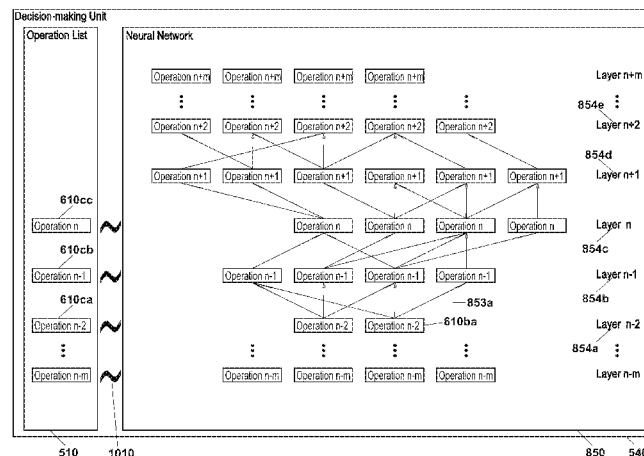 Decision-making Unit
Operation List
Neural Network
Operation n+m Operation n+m Operation n+m Operation n+m Layer n+m
854e
Operation n+2 Operation n+2 Operation n+2 Operation n+2 Operation n+2 Layer n+2
854d
Operation n+1 Operation n+1 Operation n+1 Operation n+1 Operation n+1 Operation n+1 Layer n+1
610cc
Operation n Operation n Operation n Operation n Operation n Layer n
610cb
854c
Operation n-1 Operation n-1 Operation n-1 Operation n-1 Operation n-1 Layer n-1
610ca
853a
854b
Operation n-2 Operation n-2 Operation n-2 610ba Layer n-2
854a
Operation n-m Operation n-m Operation n-m Operation n-m Operation n-m Layer n-m
510 1010 850